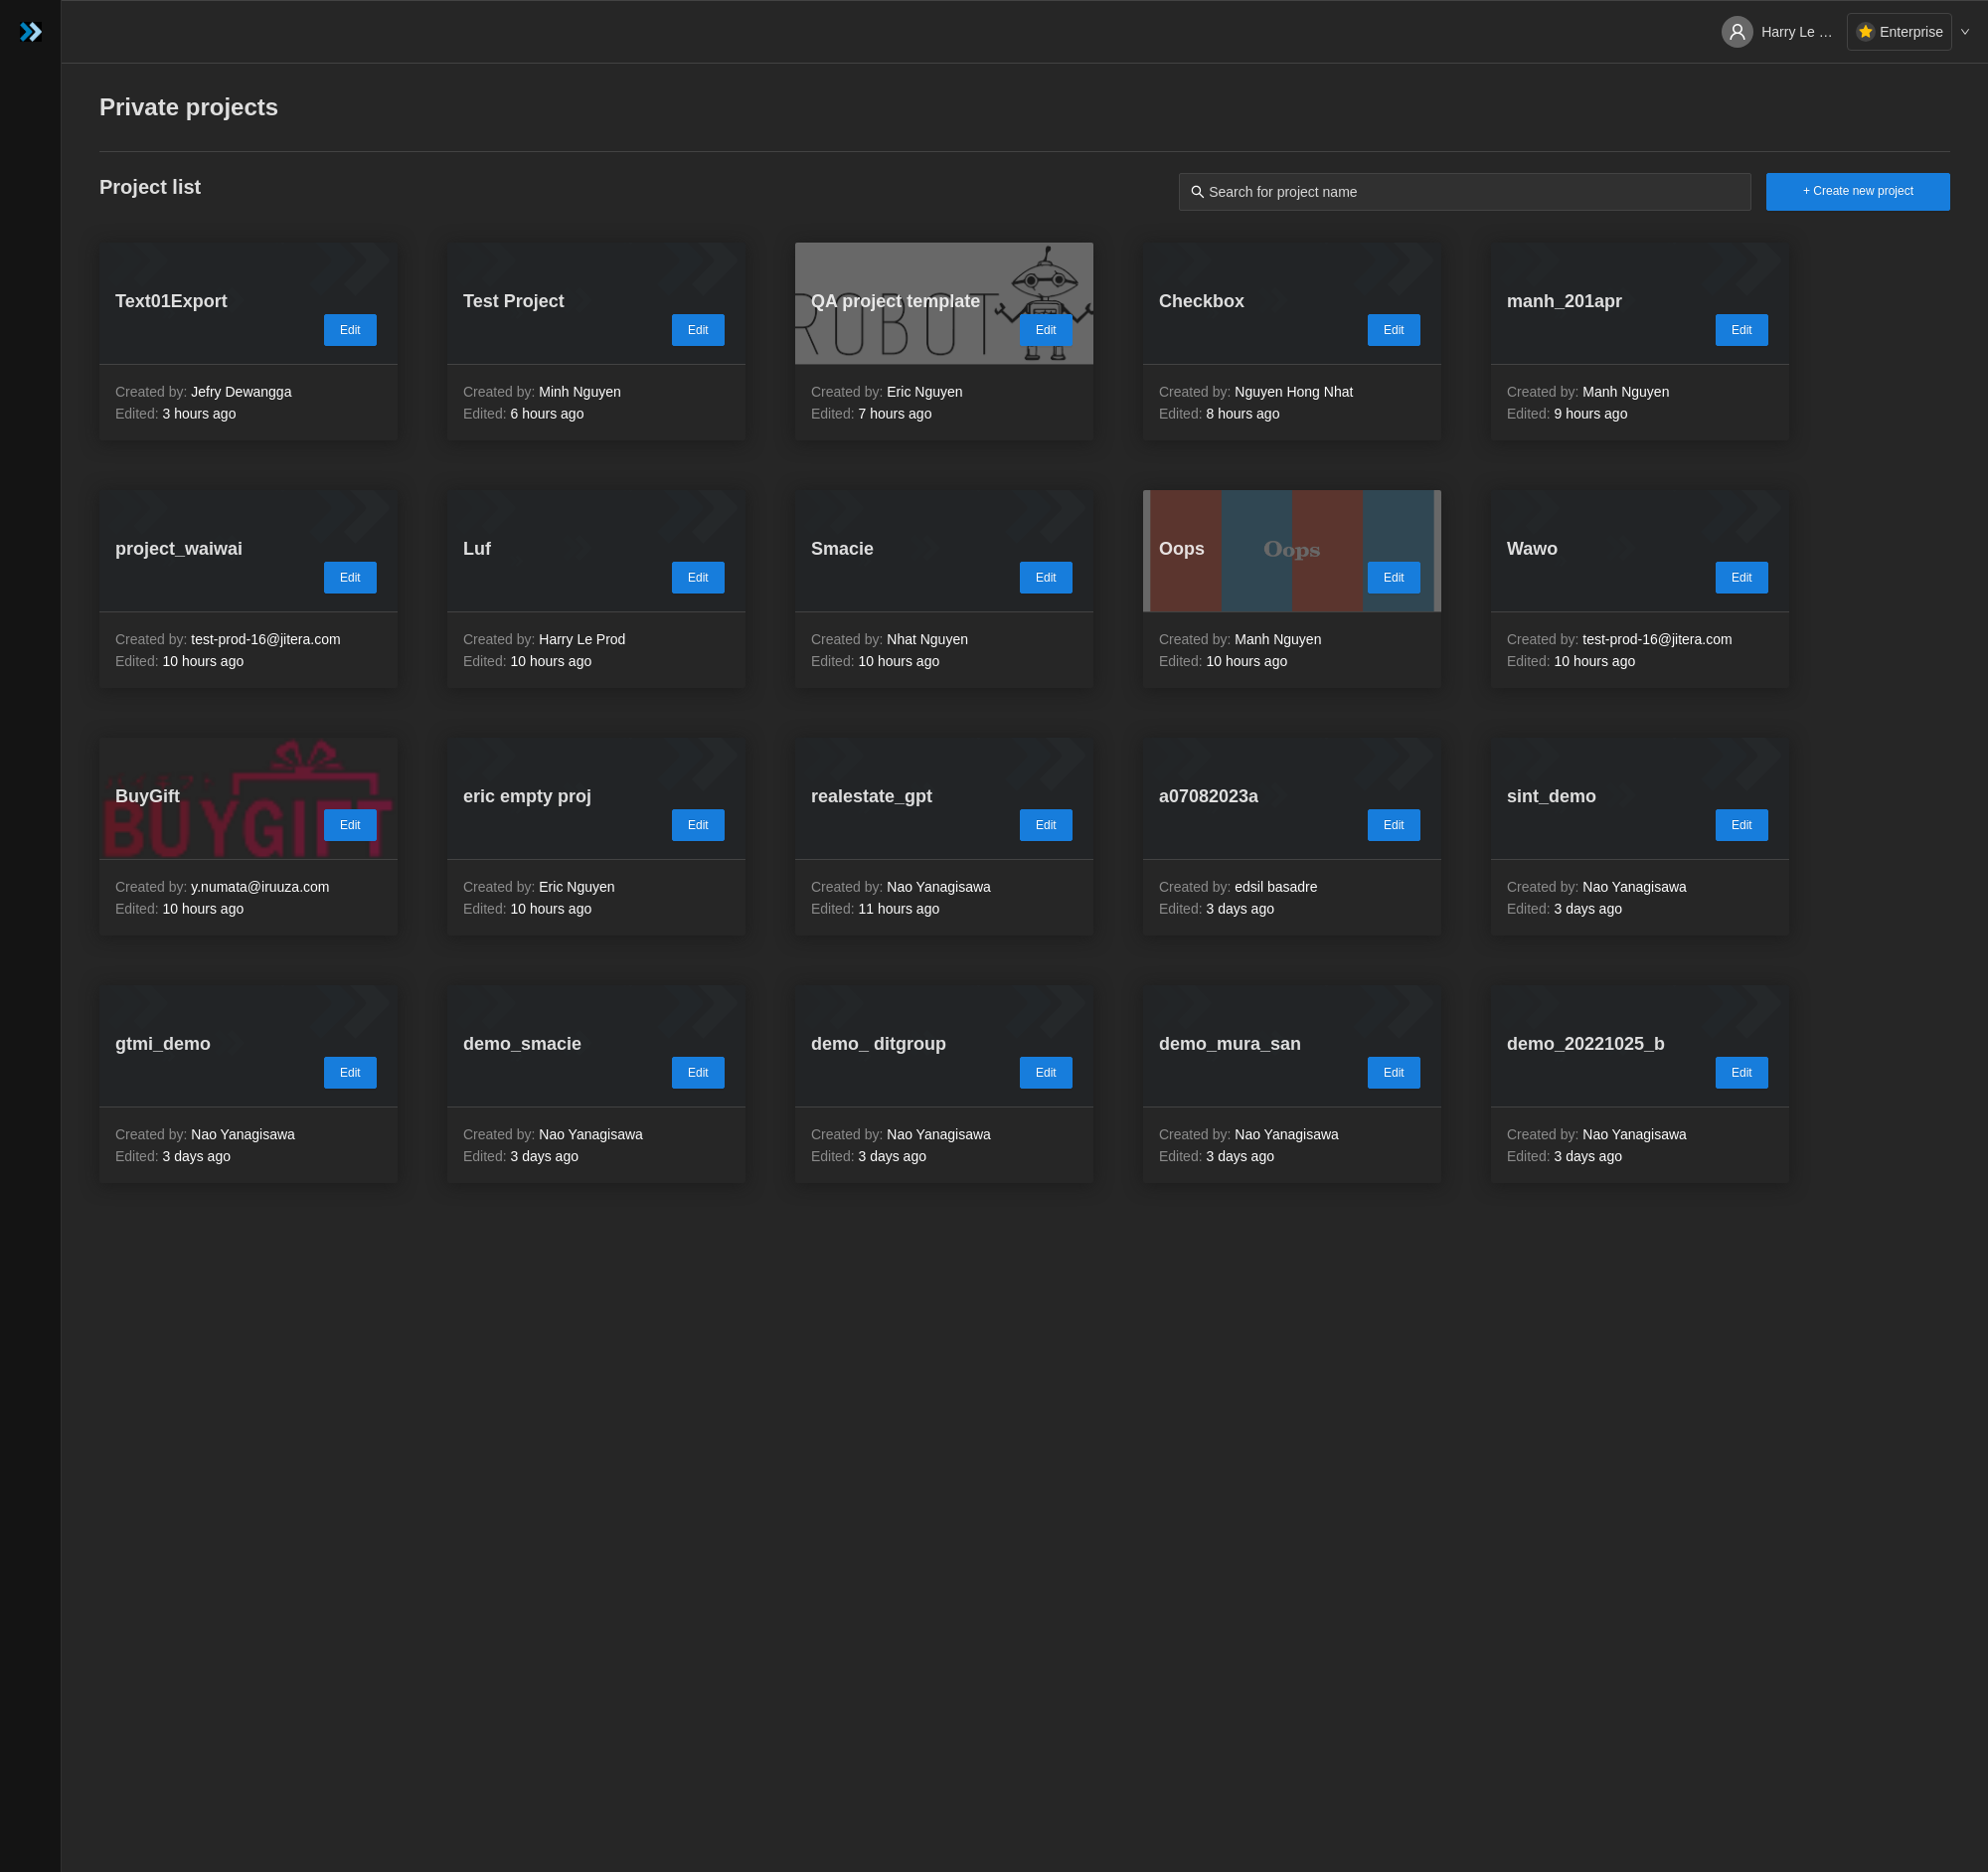 Harry Le …
Enterprise
Private projects
Project list
Search for project name
+ Create new project
Text01Export
Edit
Created by: Jefry Dewangga
Edited: 3 hours ago
Test Project
Edit
Created by: Minh Nguyen
Edited: 6 hours ago
ROBOT
QA project template
Edit
Created by: Eric Nguyen
Edited: 7 hours ago
Checkbox
Edit
Created by: Nguyen Hong Nhat
Edited: 8 hours ago
manh_201apr
Edit
Created by: Manh Nguyen
Edited: 9 hours ago
project_waiwai
Edit
Created by: test-prod-16@jitera.com
Edited: 10 hours ago
Luf
Edit
Created by: Harry Le Prod
Edited: 10 hours ago
Smacie
Edit
Created by: Nhat Nguyen
Edited: 10 hours ago
Oops
Oops
Edit
Created by: Manh Nguyen
Edited: 10 hours ago
Wawo
Edit
Created by: test-prod-16@jitera.com
Edited: 10 hours ago
BuyGift
BUYGIFT
Edit
Created by: y.numata@iruuza.com
Edited: 10 hours ago
eric empty proj
Edit
Created by: Eric Nguyen
Edited: 10 hours ago
realestate_gpt
Edit
Created by: Nao Yanagisawa
Edited: 11 hours ago
a07082023a
Edit
Created by: edsil basadre
Edited: 3 days ago
sint_demo
Edit
Created by: Nao Yanagisawa
Edited: 3 days ago
gtmi_demo
Edit
Created by: Nao Yanagisawa
Edited: 3 days ago
demo_smacie
Edit
Created by: Nao Yanagisawa
Edited: 3 days ago
demo_ ditgroup
Edit
Created by: Nao Yanagisawa
Edited: 3 days ago
demo_mura_san
Edit
Created by: Nao Yanagisawa
Edited: 3 days ago
demo_20221025_b
Edit
Created by: Nao Yanagisawa
Edited: 3 days ago